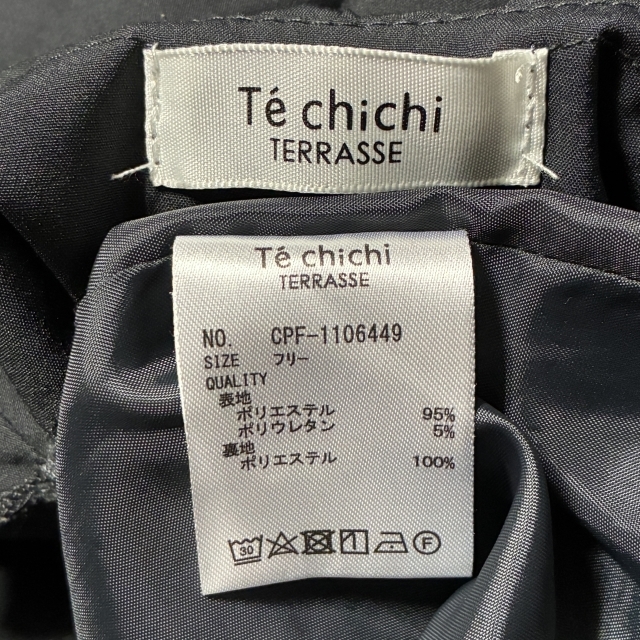 Té chichi
TERRASSE
Té chichi
TERRASSE
NO. CPF-1106449
SIZE フリー
QUALITY
表地
ポリエステル 95%
ポリウレタン 5%
裏地
ポリエステル 100%
30 F